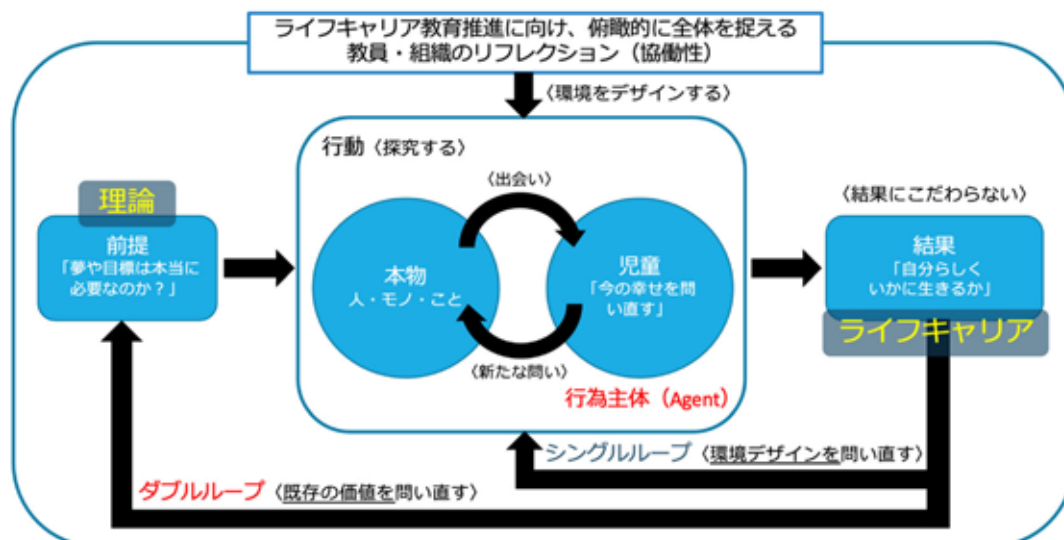 ライフキャリア教育推進に向け、俯瞰的に全体を捉える
教員・組織のリフレクション（協働性）
〈環境をデザインする〉
行動〈探究する〉
〈出会い〉
理論
前提
「夢や目標は本当に
必要なのか？」
本物
人・モノ・こと
児童
「今の幸せを問
い直す」
〈結果にこだわらない〉
結果
「自分らしく
いかに生きるか」
ライフキャリア
〈新たな問い〉
行為主体（Agent）
シングルループ〈環境デザインを問い直す〉
ダブルループ〈既存の価値を問い直す〉